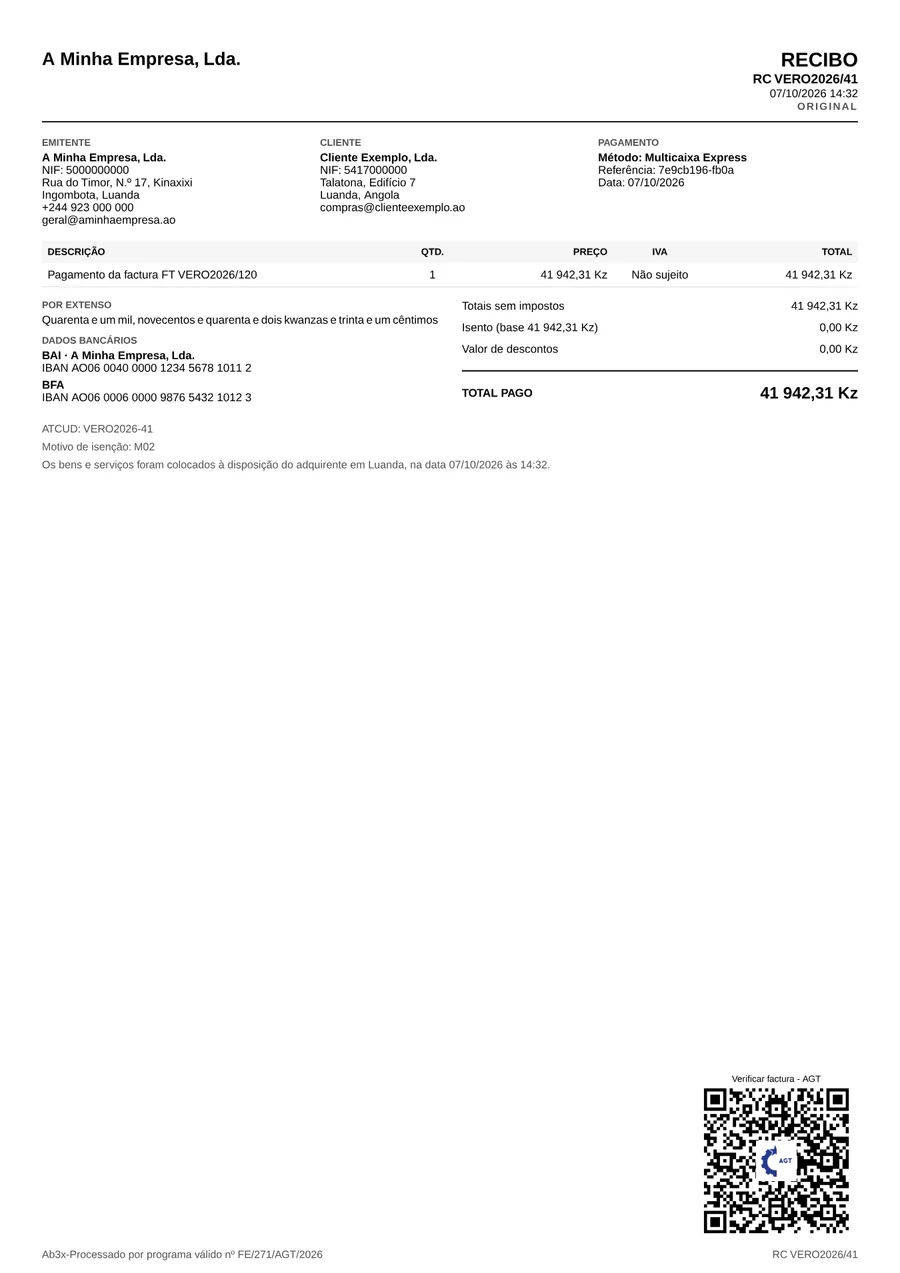 A Minha Empresa, Lda.
RECIBO
RC VERO2026/41
07/10/2026 14:32
ORIGINAL
EMITENTE
A Minha Empresa, Lda.
NIF: 5000000000
Rua do Timor, N.º 17, Kinaxixi
Ingombota, Luanda
+244 923 000 000
geral@aminhaempresa.ao
CLIENTE
Cliente Exemplo, Lda.
NIF: 5417000000
Talatona, Edifício 7
Luanda, Angola
compras@clienteexemplo.ao
PAGAMENTO
Método: Multicaixa Express
Referência: 7e9cb196-fb0a
Data: 07/10/2026
DESCRIÇÃO QTD. PREÇO IVA TOTAL
Pagamento da factura FT VERO2026/120 1 41 942,31 Kz Não sujeito 41 942,31 Kz
POR EXTENSO
Quarenta e um mil, novecentos e quarenta e dois kwanzas e trinta e um cêntimos
DADOS BANCÁRIOS
BAI · A Minha Empresa, Lda.
IBAN AO06 0040 0000 1234 5678 1011 2
BFA
IBAN AO06 0006 0000 9876 5432 1012 3
Totais sem impostos 41 942,31 Kz
Isento (base 41 942,31 Kz) 0,00 Kz
Valor de descontos 0,00 Kz
TOTAL PAGO 41 942,31 Kz
ATCUD: VERO2026-41
Motivo de isenção: M02
Os bens e serviços foram colocados à disposição do adquirente em Luanda, na data 07/10/2026 às 14:32.
Verificar factura - AGT
AGT
Ab3x-Processado por programa válido nº FE/271/AGT/2026
RC VERO2026/41